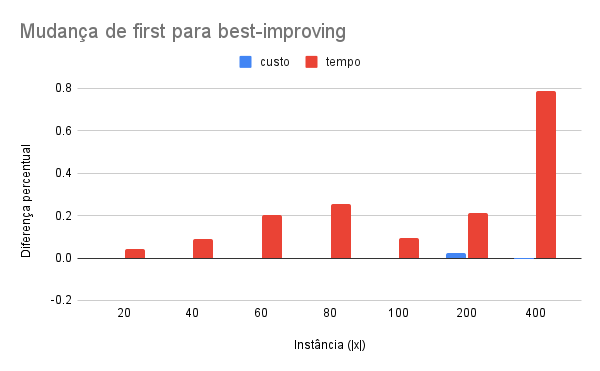 Mudança de first para best-improving
custo tempo
Diferença percentual
0.8
0.6
0.4
0.2
0.0
-0.2
20 40 60 80 100 200 400
Instância (|x|)